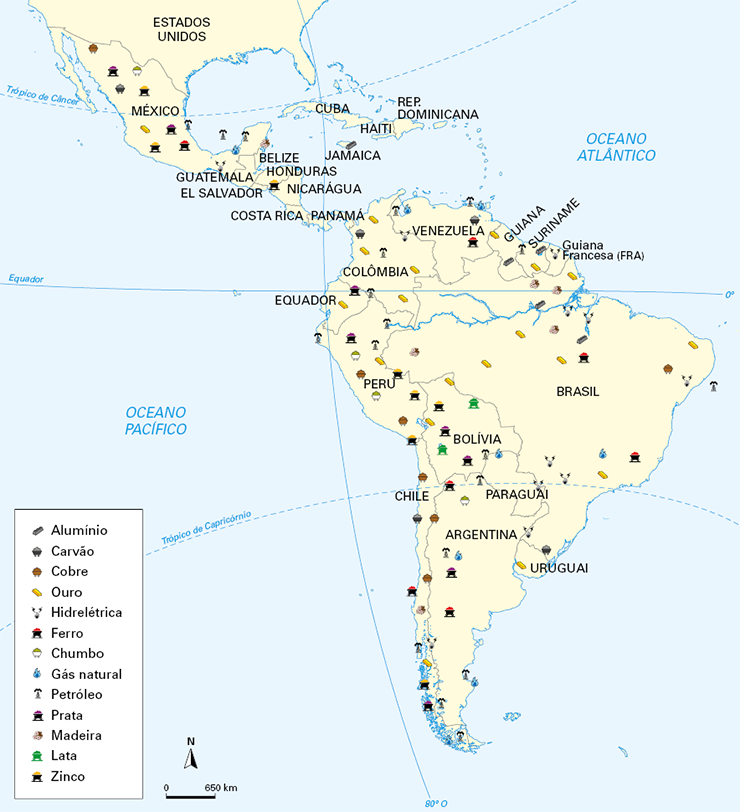 ESTADOS
UNIDOS
Trópico de Câncer
MÉXICO
CUBA
REP.
DOMINICANA
HAITI
JAMAICA
OCEANO
ATLÂNTICO
BELIZE
HONDURAS
GUATEMALA
EL SALVADOR
NICARÁGUA
COSTA RICA
PANAMÁ
VENEZUELA
GUIANA
SURINAME
Guiana
Francesa (FRA)
COLÔMBIA
Equador
0º
EQUADOR
PERU
BRASIL
OCEANO
PACÍFICO
BOLÍVIA
CHILE
PARAGUAI
Trópico de Capricórnio
ARGENTINA
URUGUAI
Alumínio
Carvão
Cobre
Ouro
Hidrelétrica
Ferro
Chumbo
Gás natural
Petróleo
Prata
Madeira
Lata
Zinco
N
0
650 km
80º O